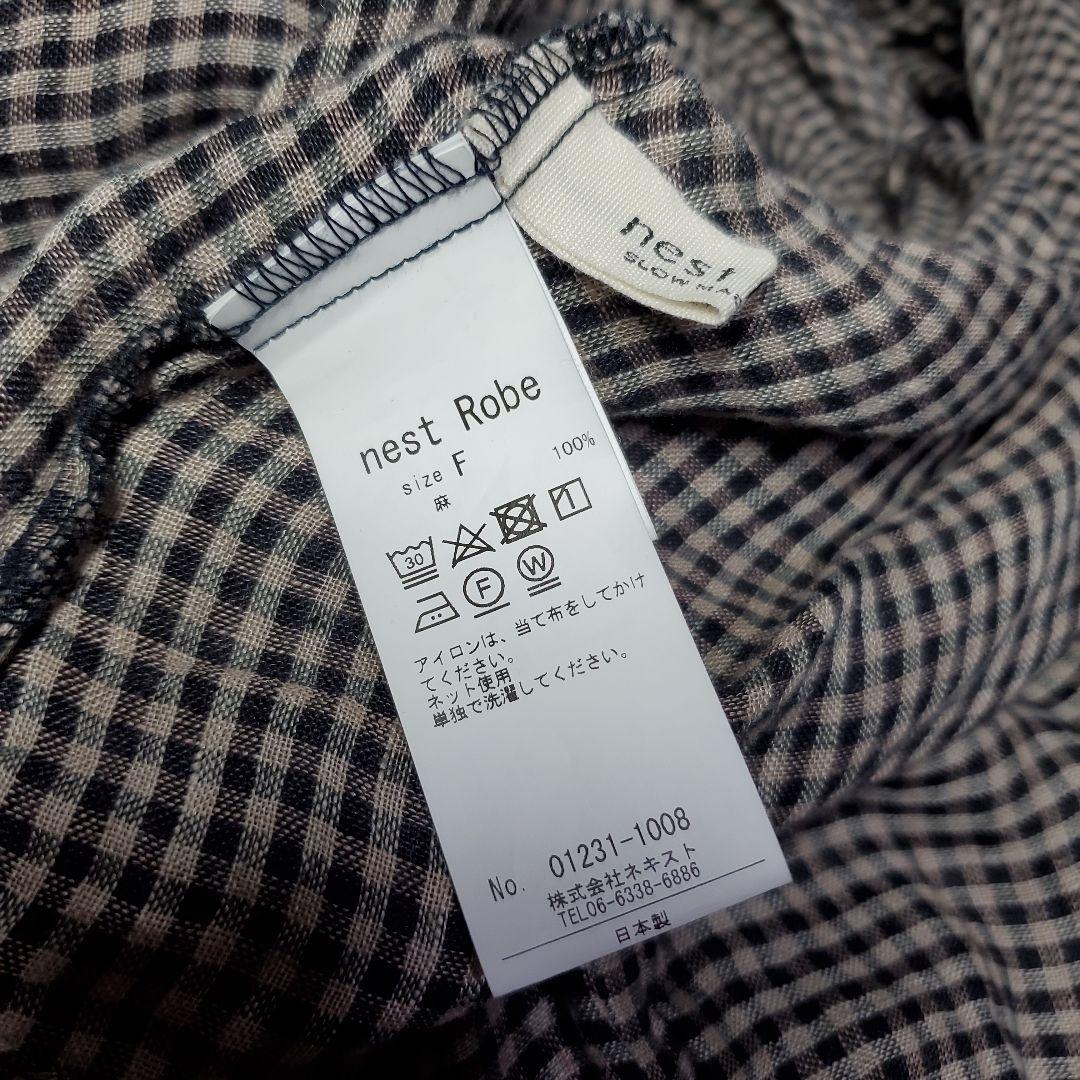 nest
SLOW
nest Robe
size F
麻 100%
30
1
F W
アイロンは、当て布をしてかけ
てください。
ネット使用
単独で洗濯してください。
No. 01231-1008
株式会社ネキスト
TEL06-6338-6886
日本製